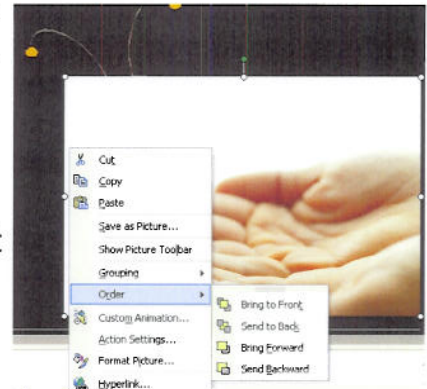 Cut
Copy
Paste
Save as Picture...
Show Picture Toolbar
Grouping
Order
Custom Animation...
Action Settings...
Format Picture...
Hyperlink...
Bring to Front
Send to Back
Bring Forward
Send Backward